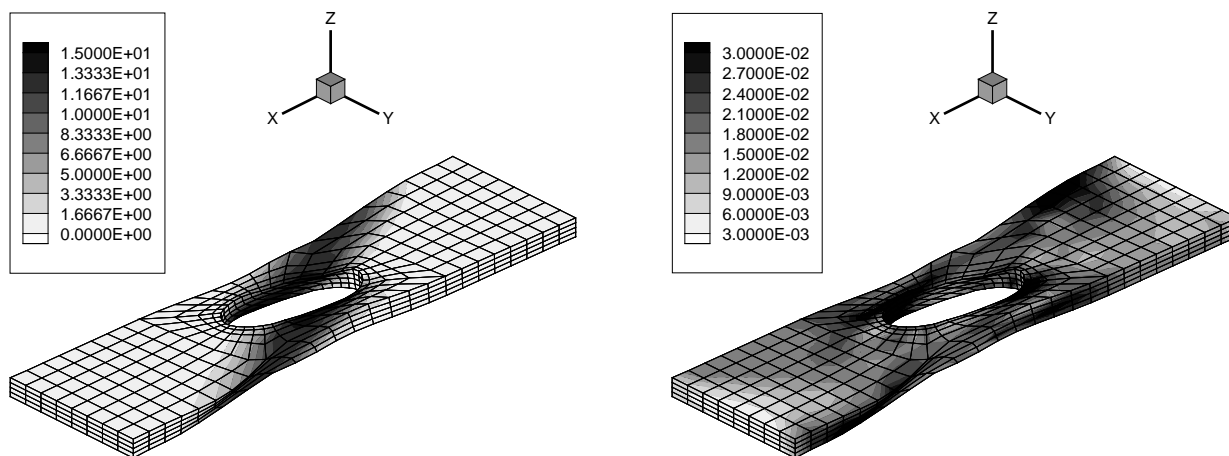 1.5000E+01
1.3333E+01
1.1667E+01
1.0000E+01
8.3333E+00
6.6667E+00
5.0000E+00
3.3333E+00
1.6667E+00
0.0000E+00
Z
X
Y
3.0000E-02
2.7000E-02
2.4000E-02
2.1000E-02
1.8000E-02
1.5000E-02
1.2000E-02
9.0000E-03
6.0000E-03
3.0000E-03
Z
X
Y